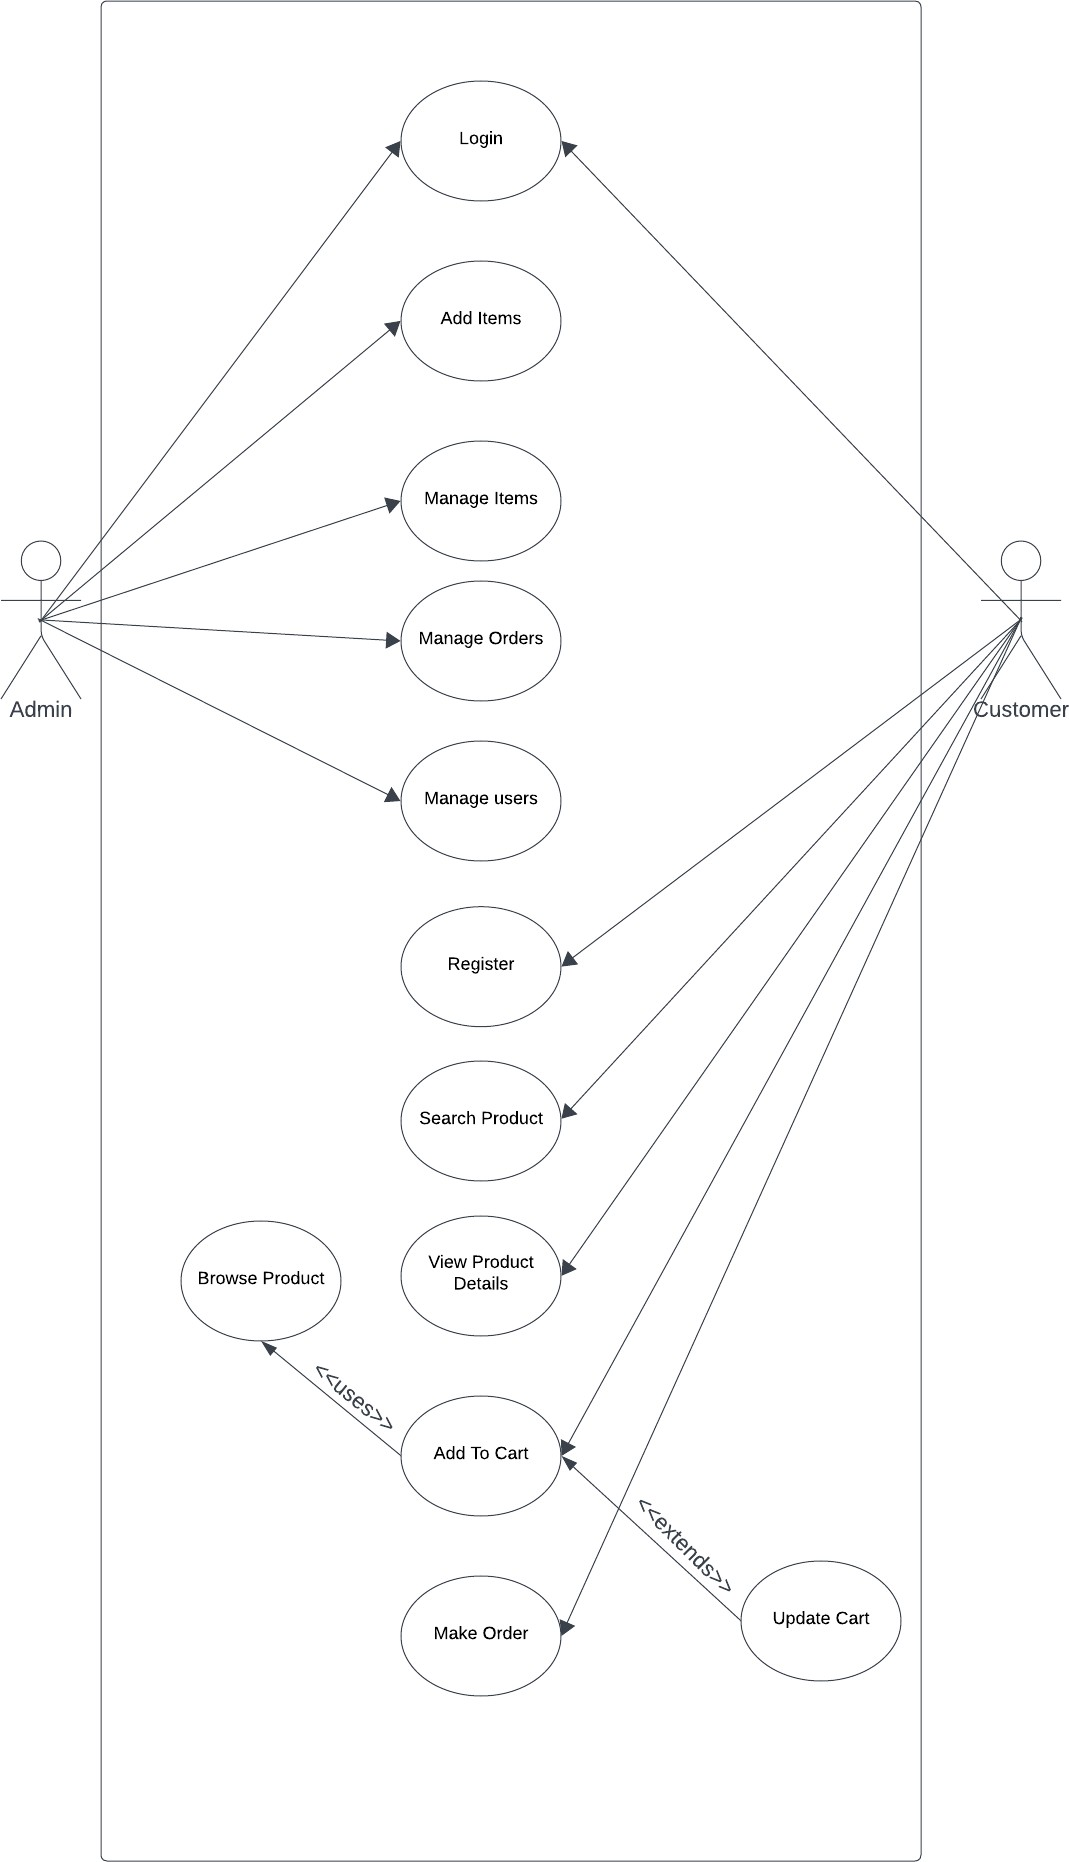 Login
Add Items
Manage Items
Manage Orders
Admin
Customer
Manage users
Register
Search Product
View Product
Details
Browse Product
<<uses>>
Add To Cart
<<extends>>
Update Cart
Make Order